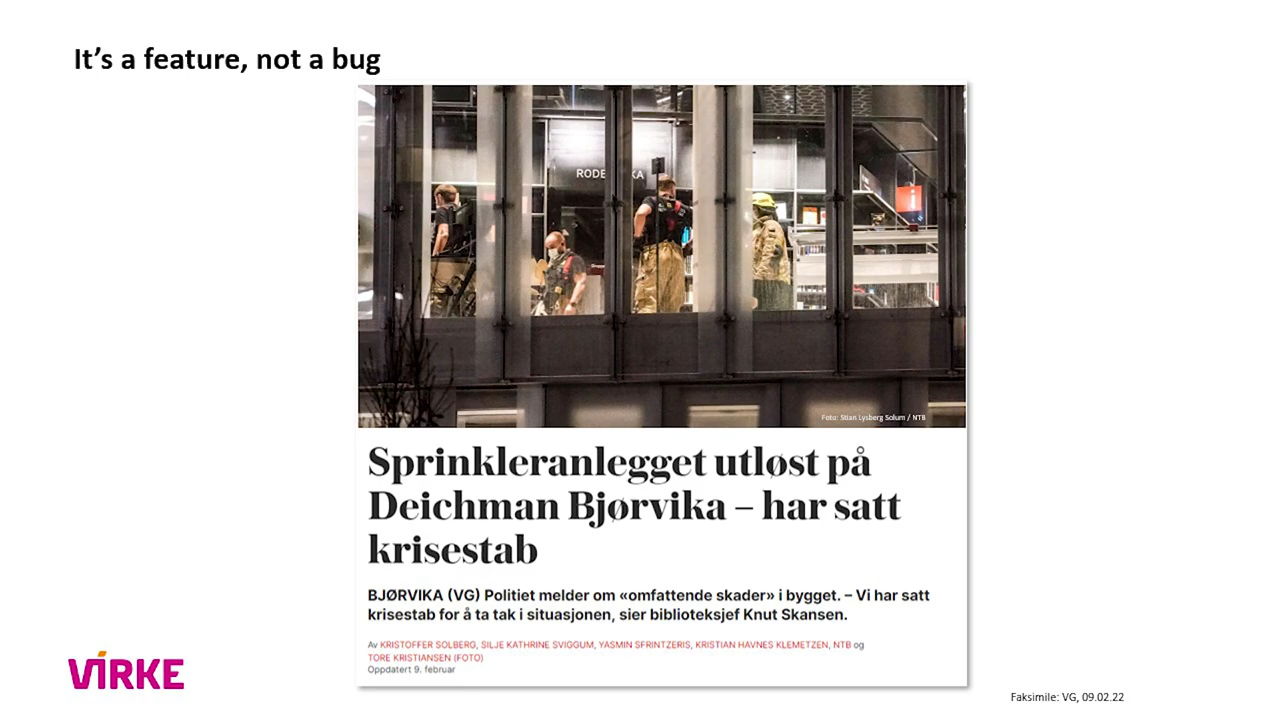 It's a feature, not a bug
RODE KA
Foto: Stian Lysberg Solum / NTB
Sprinkleranlegget utløst på
Deichman Bjørvika – har satt
krisestab
BJØRVIKA (VG) Politiet melder om «omfattende skader» i bygget. – Vi har satt
krisestab for å ta tak i situasjonen, sier biblioteksjef Knut Skansen.
Av KRISTOFFER SOLBERG, SILJE KATHRINE SVIGGUM, YASMIN SFRINTZERIS, KRISTIAN HAVNES KLEMETZEN, NTB og
TORE KRISTIANSEN (FOTO)
Oppdatert 9. februar
VIRKE
Faksimile: VG, 09.02.22